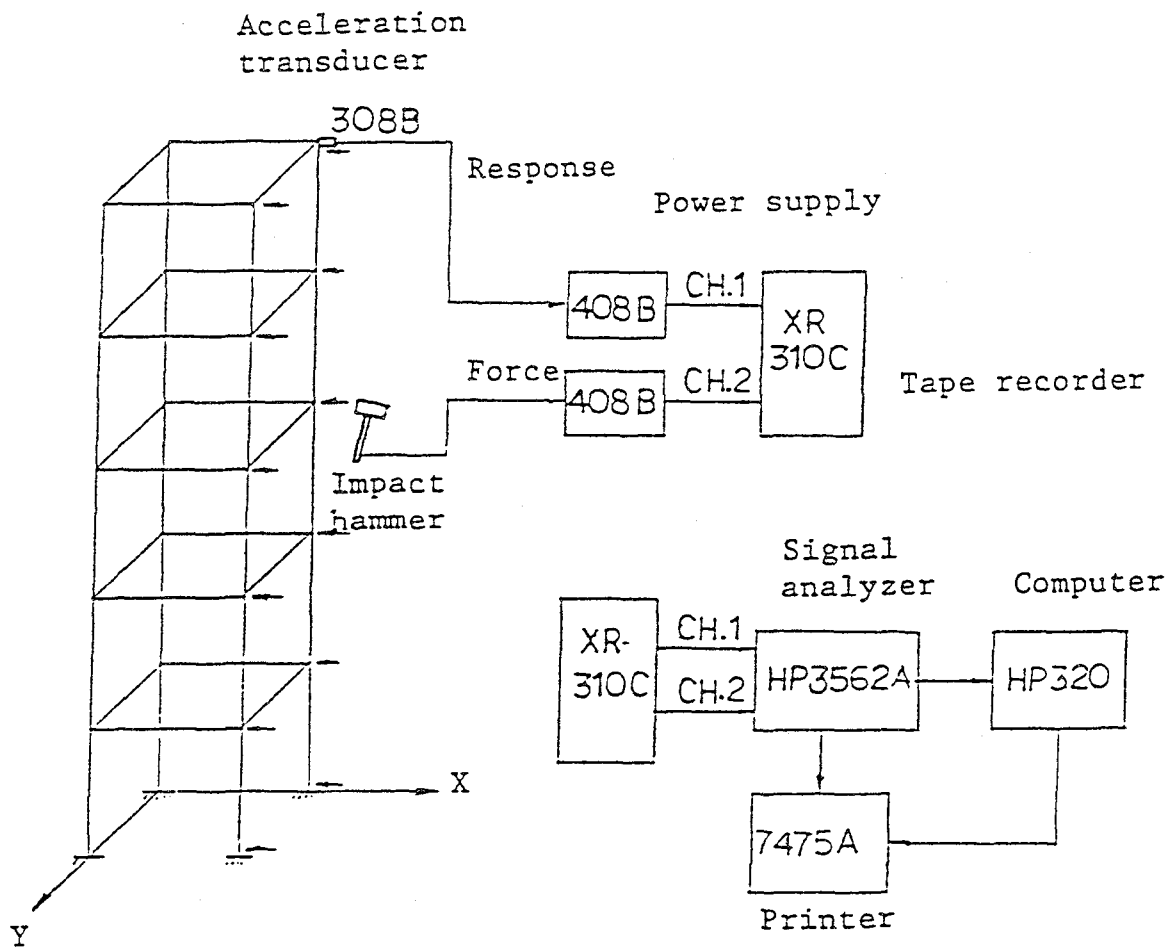 Acceleration
transducer
308B
Response
Power supply
408B
CH.1
XR
310C
Force
408B
CH.2
Tape recorder
Impact
hammer
Signal
analyzer
Computer
XR-
310C
CH.1
CH.2
HP3562A
HP320
X
7475A
Printer
Y